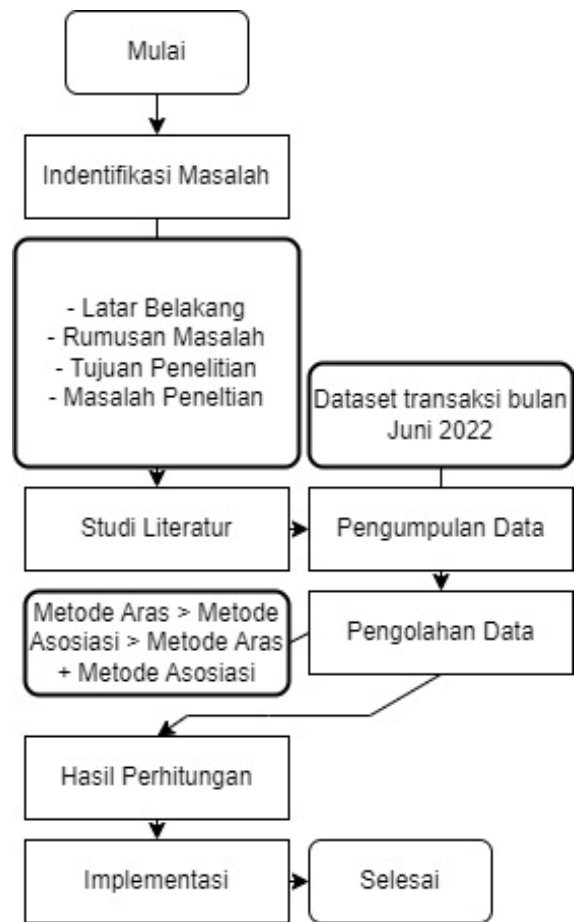 Mulai
Indentifikasi Masalah
- Latar Belakang
- Rumusan Masalah
- Tujuan Penelitian
- Masalah Peneltian
Dataset transaksi bulan
Juni 2022
Studi Literatur
Pengumpulan Data
Metode Aras > Metode
Asosiasi > Metode Aras
+ Metode Asosiasi
Pengolahan Data
Hasil Perhitungan
Implementasi
Selesai